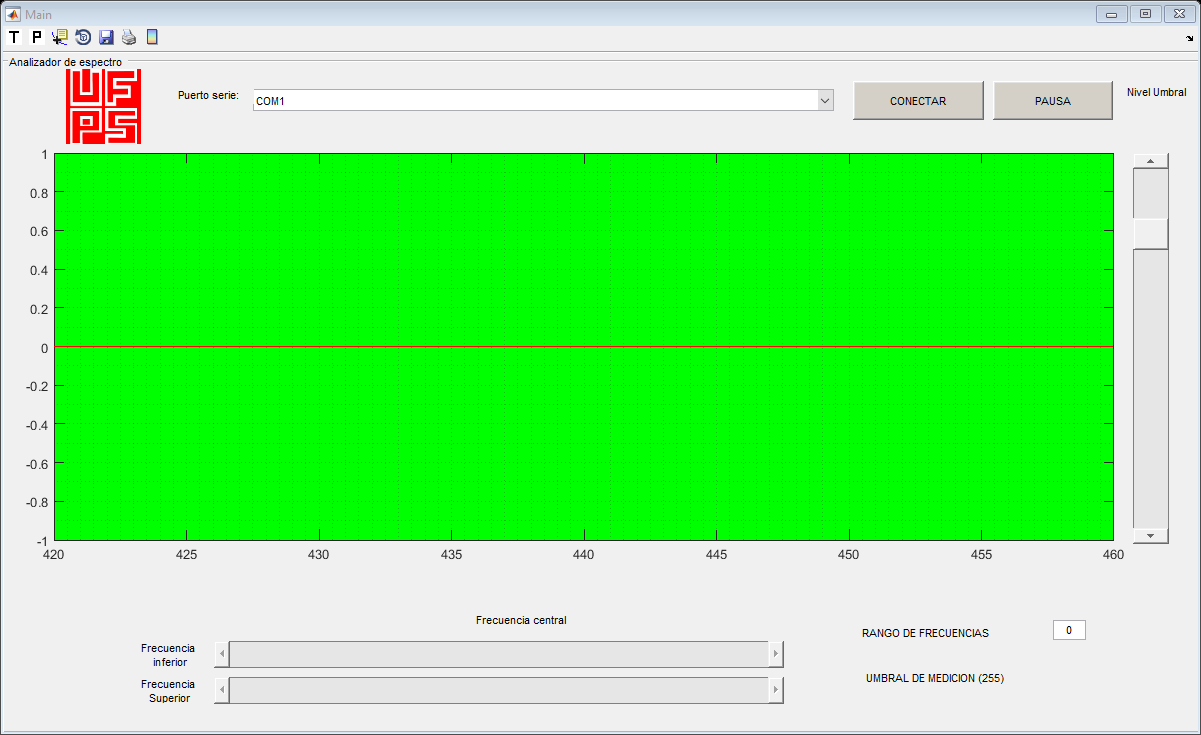 Main
T P
Analizador de espectro
UF
PS
Puerto serie:
COM1
CONECTAR
PAUSA
Nivel Umbral
1
0.8
0.6
0.4
0.2
0
-0.2
-0.4
-0.6
-0.8
-1
420 425 430 435 440 445 450 455 460
Frecuencia central
Frecuencia
inferior
Frecuencia
Superior
RANGO DE FRECUENCIAS
0
UMBRAL DE MEDICION (255)